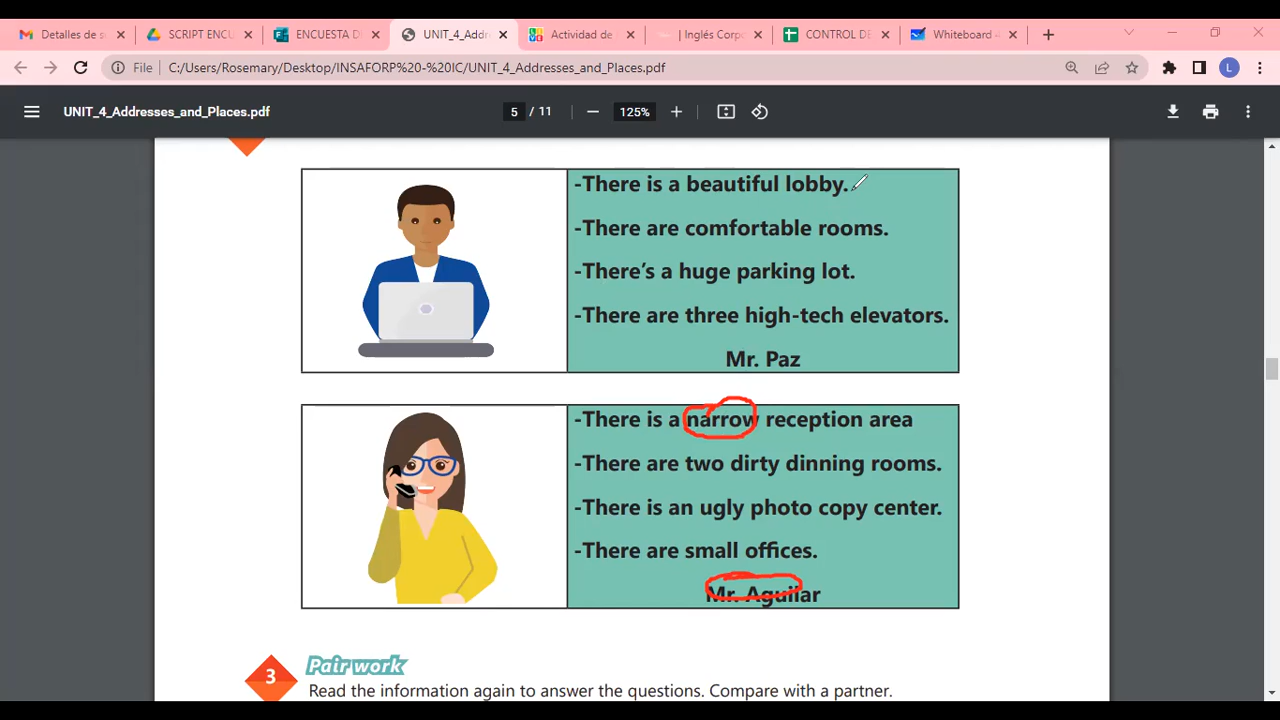 Detalles de s
SCRIPT ENCU
ENCUESTA D
UNIT_4_Addr
Actividad de
| Inglés Corpo
CONTROL DE
Whiteboard
File
C:/Users/Rosemary/Desktop/INSAFORP%20-%20IC/UNIT_4_Addresses_and_Places.pdf
L
UNIT_4_Addresses_and_Places.pdf
5 / 11
125%
-There is a beautiful lobby.
-There are comfortable rooms.
-There's a huge parking lot.
-There are three high-tech elevators.
Mr. Paz
-There is a narrow reception area
-There are two dirty dinning rooms.
-There is an ugly photo copy center.
-There are small offices.
Mr. Aguilar
3
Pair work
Read the information again to answer the questions. Compare with a partner.